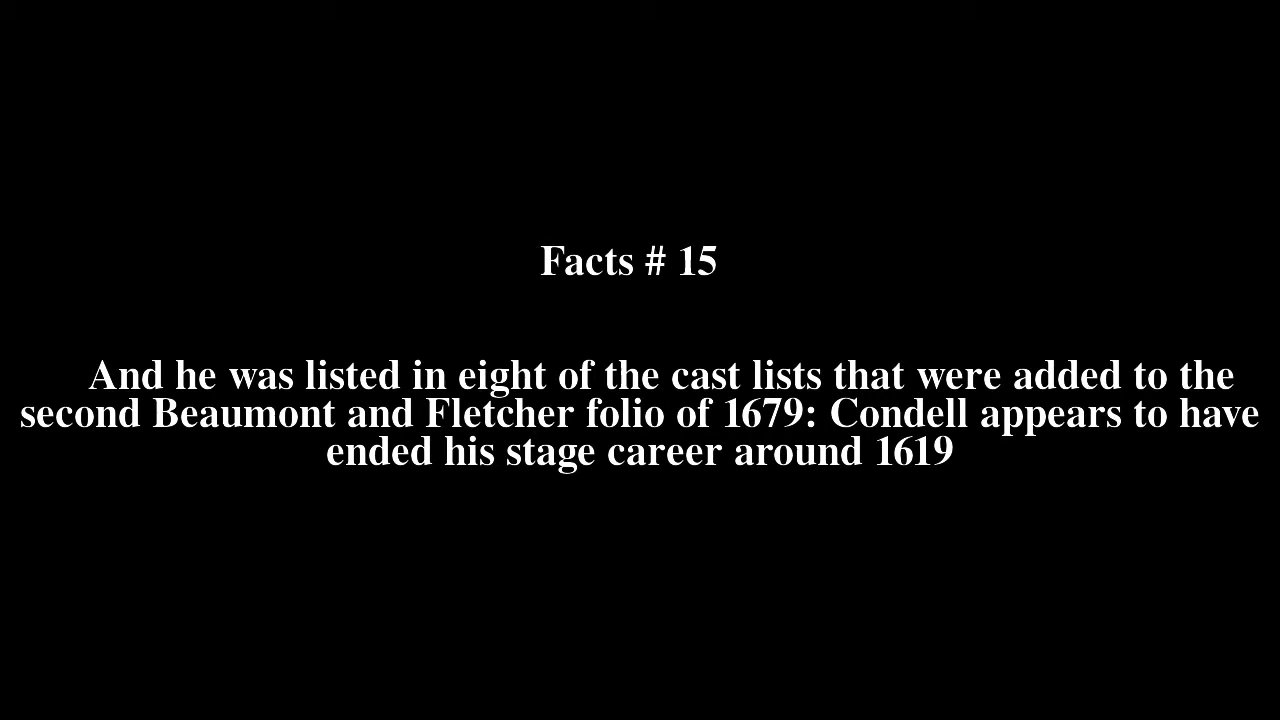 Facts # 15
And he was listed in eight of the cast lists that were added to the
second Beaumont and Fletcher folio of 1679: Condell appears to have
ended his stage career around 1619